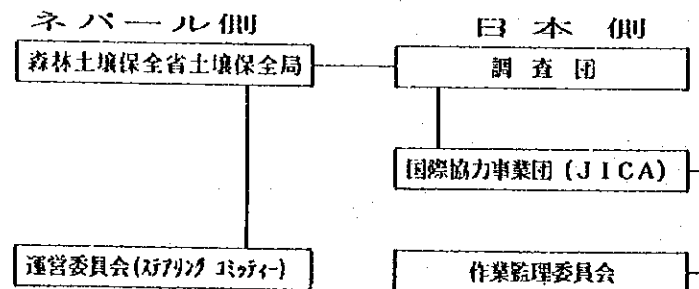 ネパール側
日本側
森林土壌保全省土壌保全局
調査団
国際協力事業団（ＪＩＣＡ）
運営委員会(ｽﾃｱﾘﾝｸﾞ ｺﾐｯﾃｨｰ)
作業監理委員会